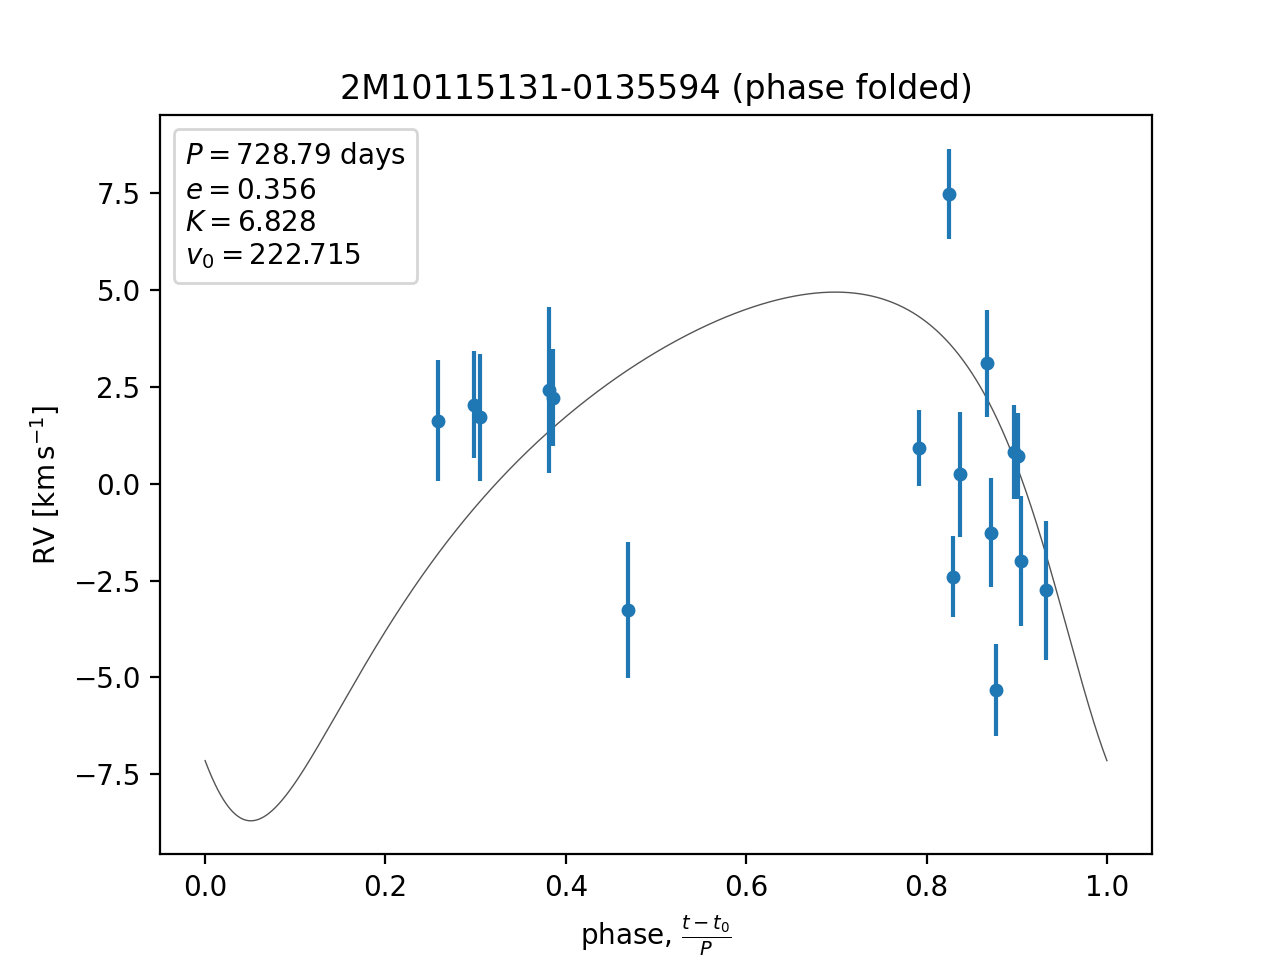 2M10115131-0135594 (phase folded)
P = 728.79 days
e = 0.356
K = 6.828
v₀ = 222.715
7.5
5.0
2.5
0.0
−2.5
−5.0
−7.5
RV [km s⁻¹]
0.0 0.2 0.4 0.6 0.8 1.0
phase, (t − t₀)/P